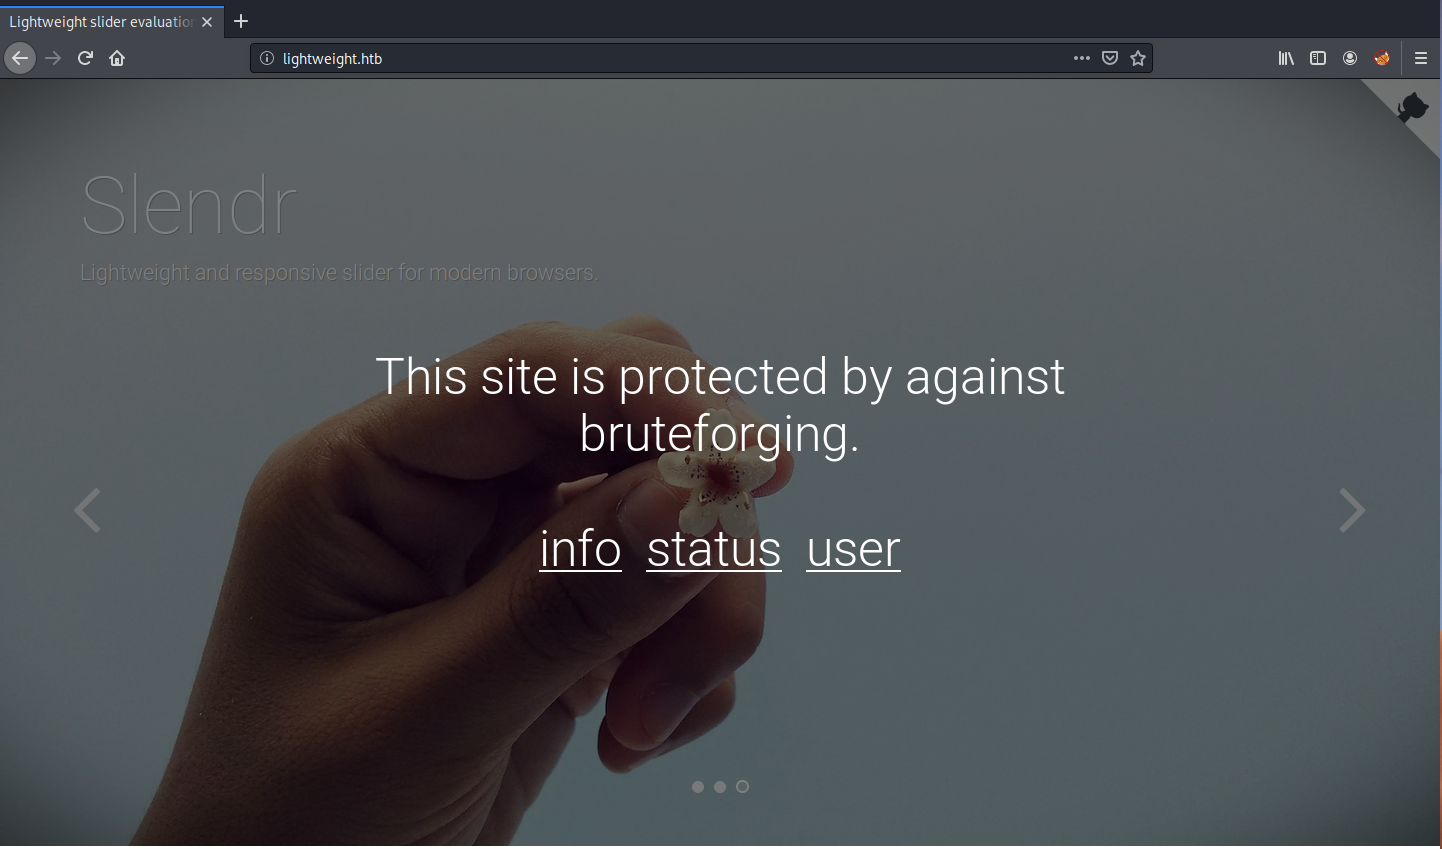 Lightweight slider evaluation
lightweight.htb
Slendr
Lightweight and responsive slider for modern browsers.
This site is protected by against
bruteforging.
info status user